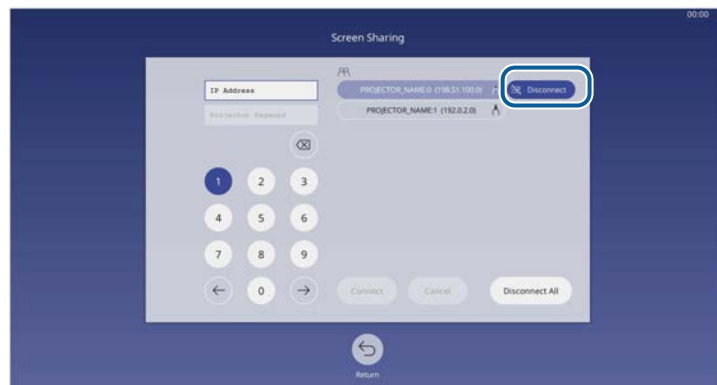 00:00
Screen Sharing
IP Address
Projector Keyword
PROJECTOR_NAME:0 (198.51.100.0)
Disconnect
PROJECTOR_NAME:1 (192.0.2.0)
1 2 3
4 5 6
7 8 9
0
Connect Cancel Disconnect All
Return